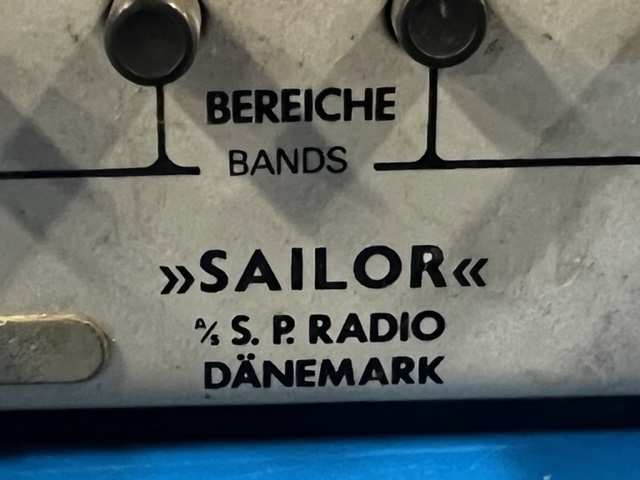 BEREICHE
BANDS
»SAILOR«
A/S S. P. RADIO
DÄNEMARK